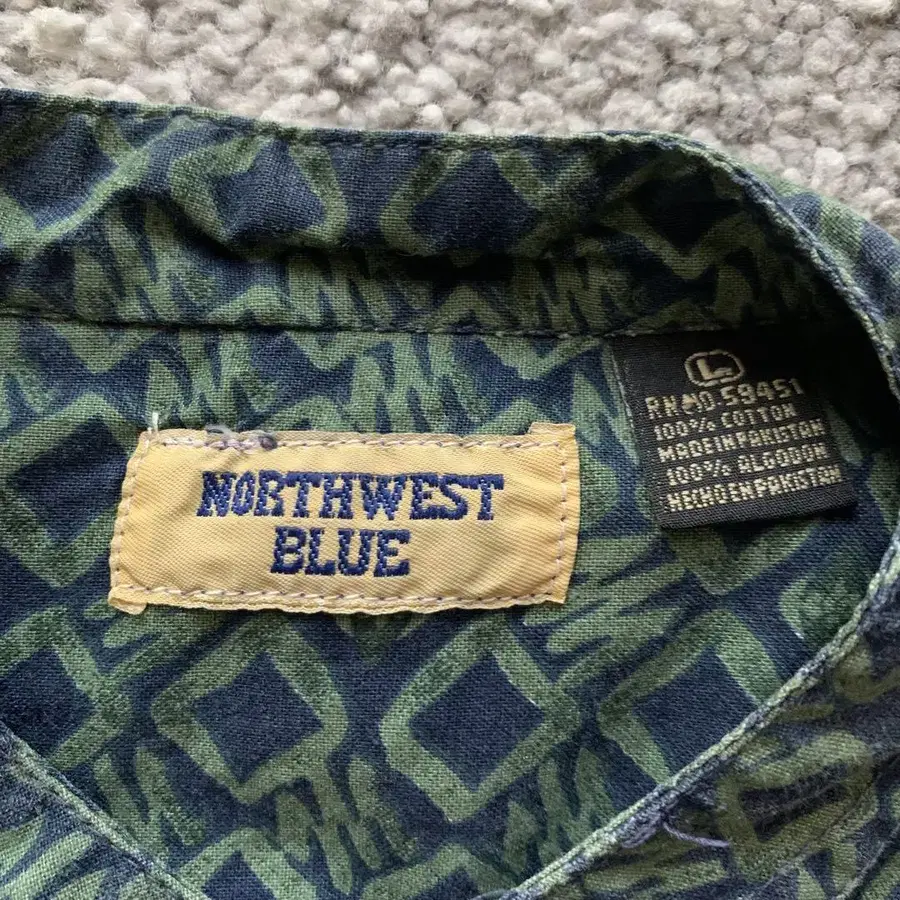 NORTHWEST
BLUE
L
RN NO 59451
100% COTTON
MADE IN PAKISTAN
100% ALGODON
HECHO EN PAKISTAN